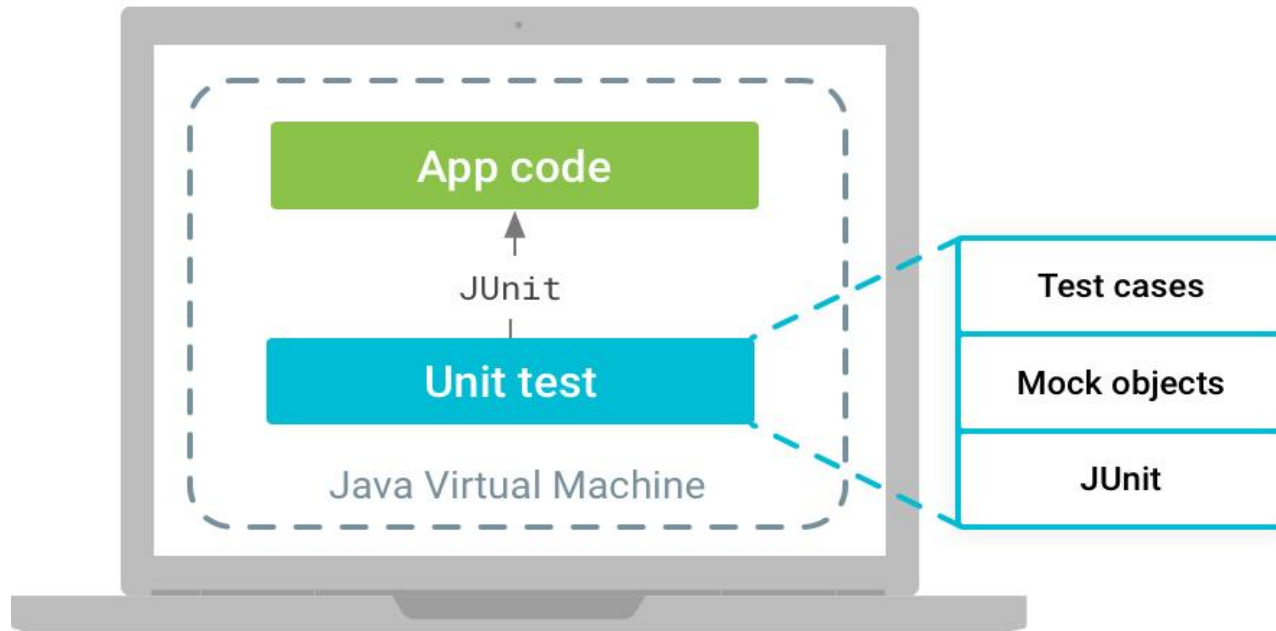 App code
JUnit
Unit test
Java Virtual Machine
Test cases
Mock objects
JUnit